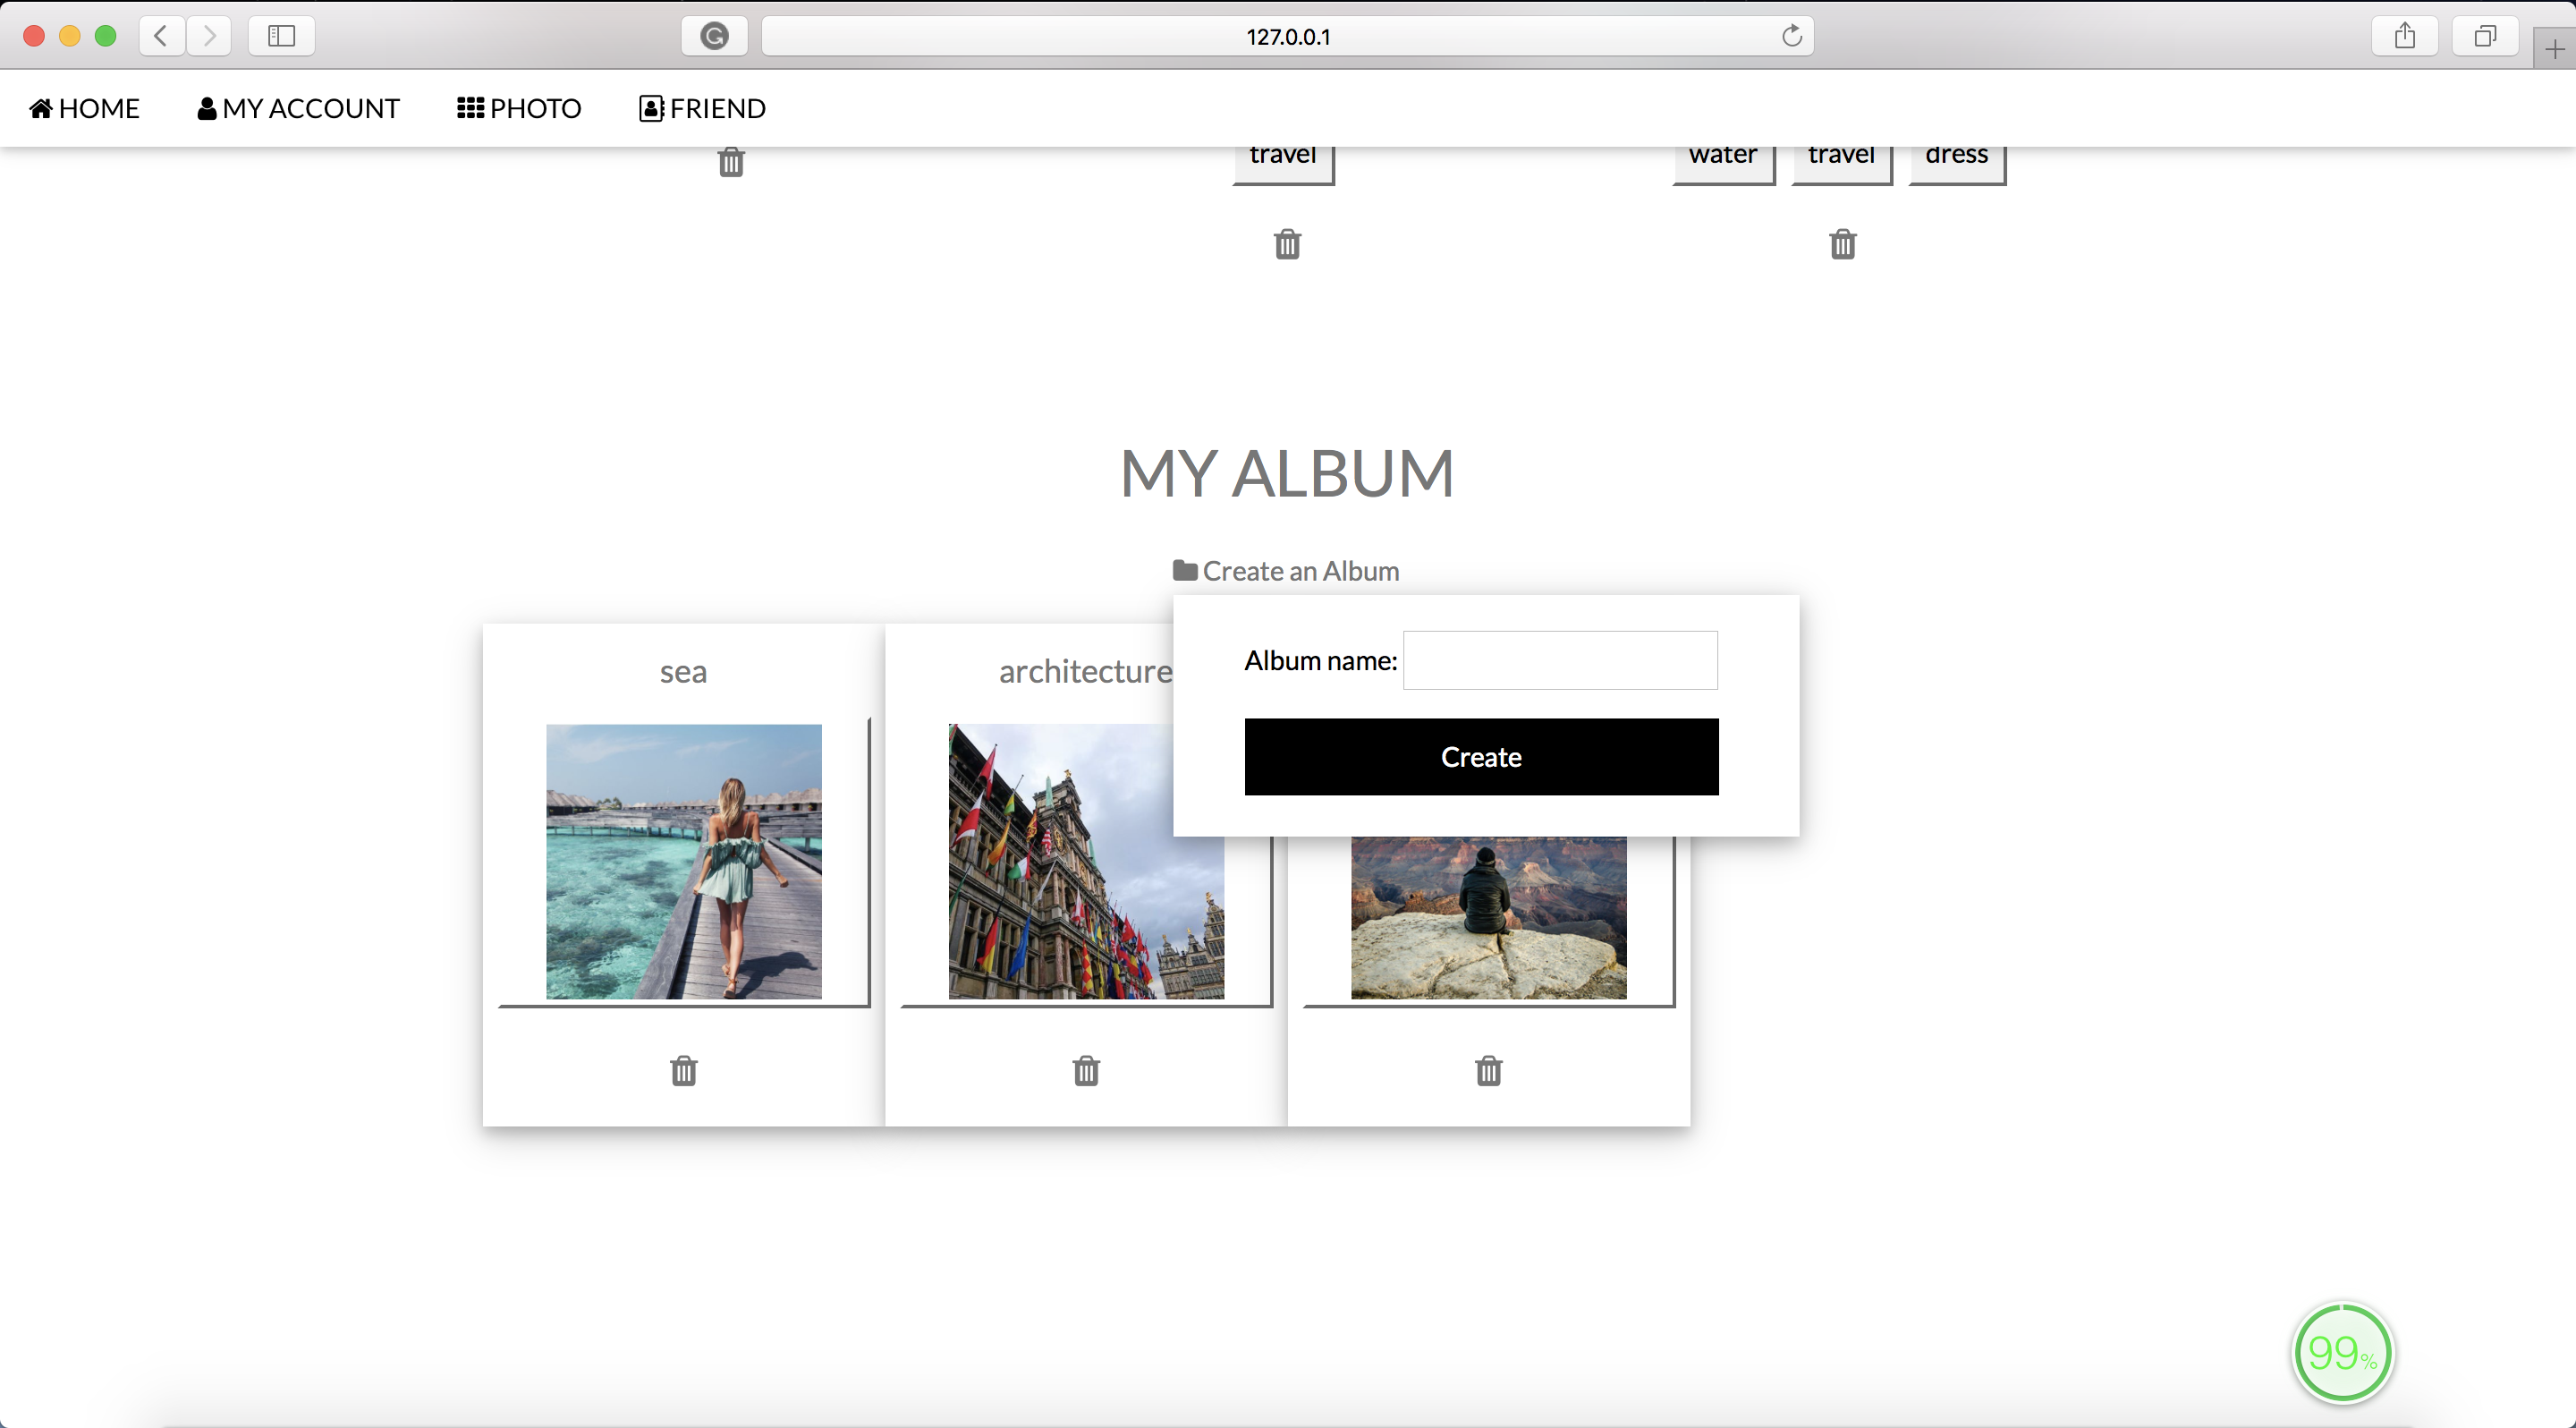 127.0.0.1
HOME MY ACCOUNT PHOTO FRIEND
travel water travel dress
MY ALBUM
Create an Album
Album name:
Create
sea architecture
99%